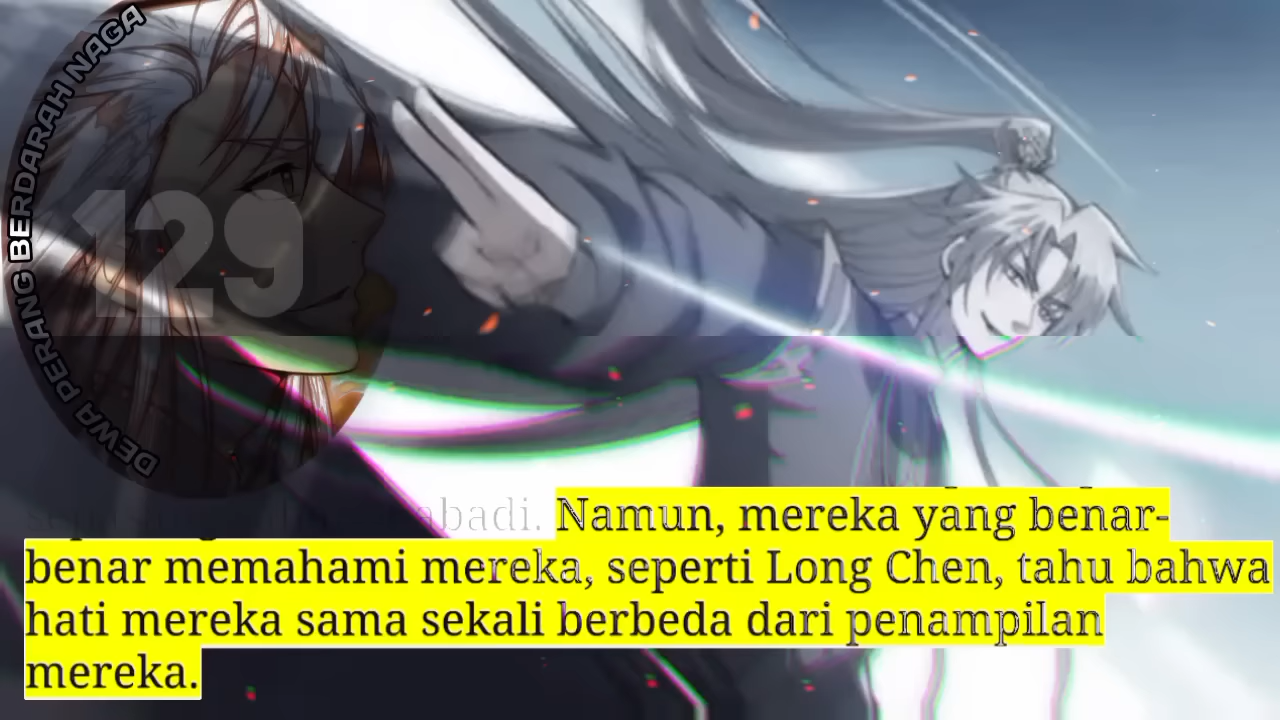 DEWA PERANG BERDARAH NAGA
129
abadi. Namun, mereka yang benar-
benar memahami mereka, seperti Long Chen, tahu bahwa
hati mereka sama sekali berbeda dari penampilan
mereka.